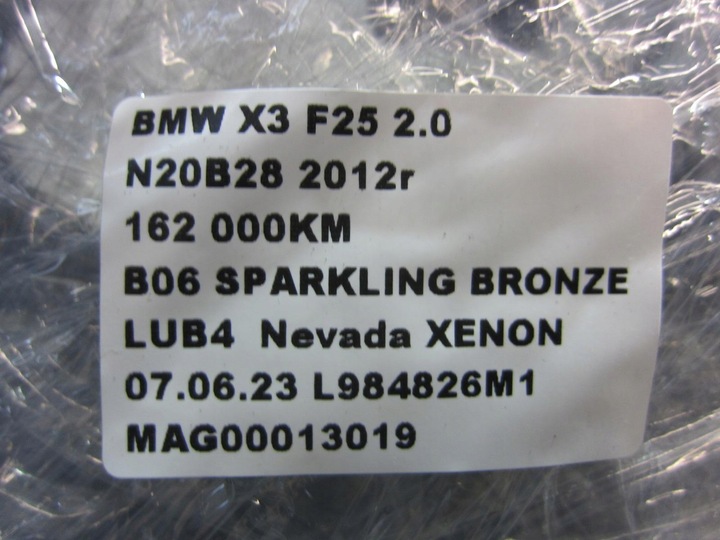 BMW X3 F25 2.0
N20B28 2012r
162 000KM
B06 SPARKLING BRONZE
LUB4 Nevada XENON
07.06.23 L984826M1
MAG00013019